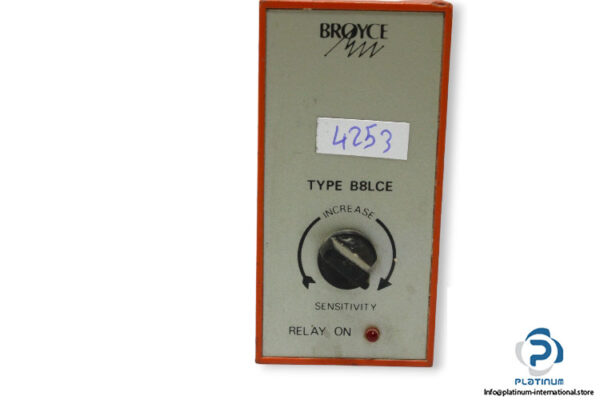 BROYCE
4253
TYPE B8LCE
INCREASE
SENSITIVITY
RELAY ON
PLATINUM
Info@platinum-international.store